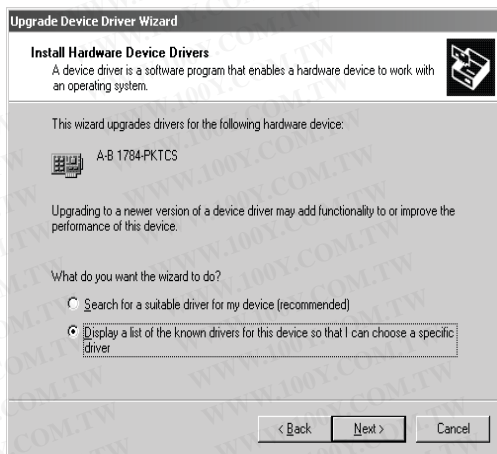 Upgrade Device Driver Wizard
Install Hardware Device Drivers
A device driver is a software program that enables a hardware device to work with
an operating system.
This wizard upgrades drivers for the following hardware device:
A-B 1784-PKTCS
Upgrading to a newer version of a device driver may add functionality to or improve the
performance of this device.
What do you want the wizard to do?
Search for a suitable driver for my device (recommended)
Display a list of the known drivers for this device so that I can choose a specific
driver
< Back Next > Cancel
WWW.100Y.COM.TW